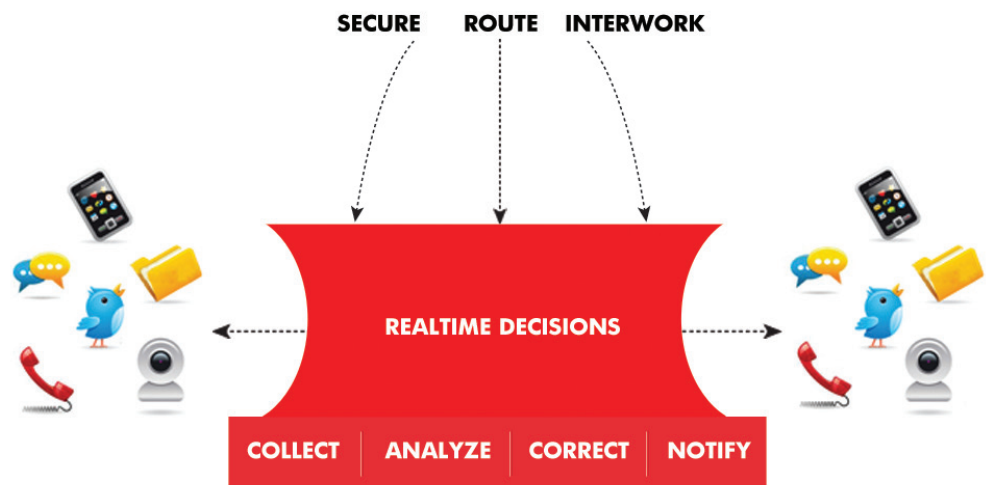 SECURE ROUTE INTERWORK
REALTIME DECISIONS
COLLECT ANALYZE CORRECT NOTIFY